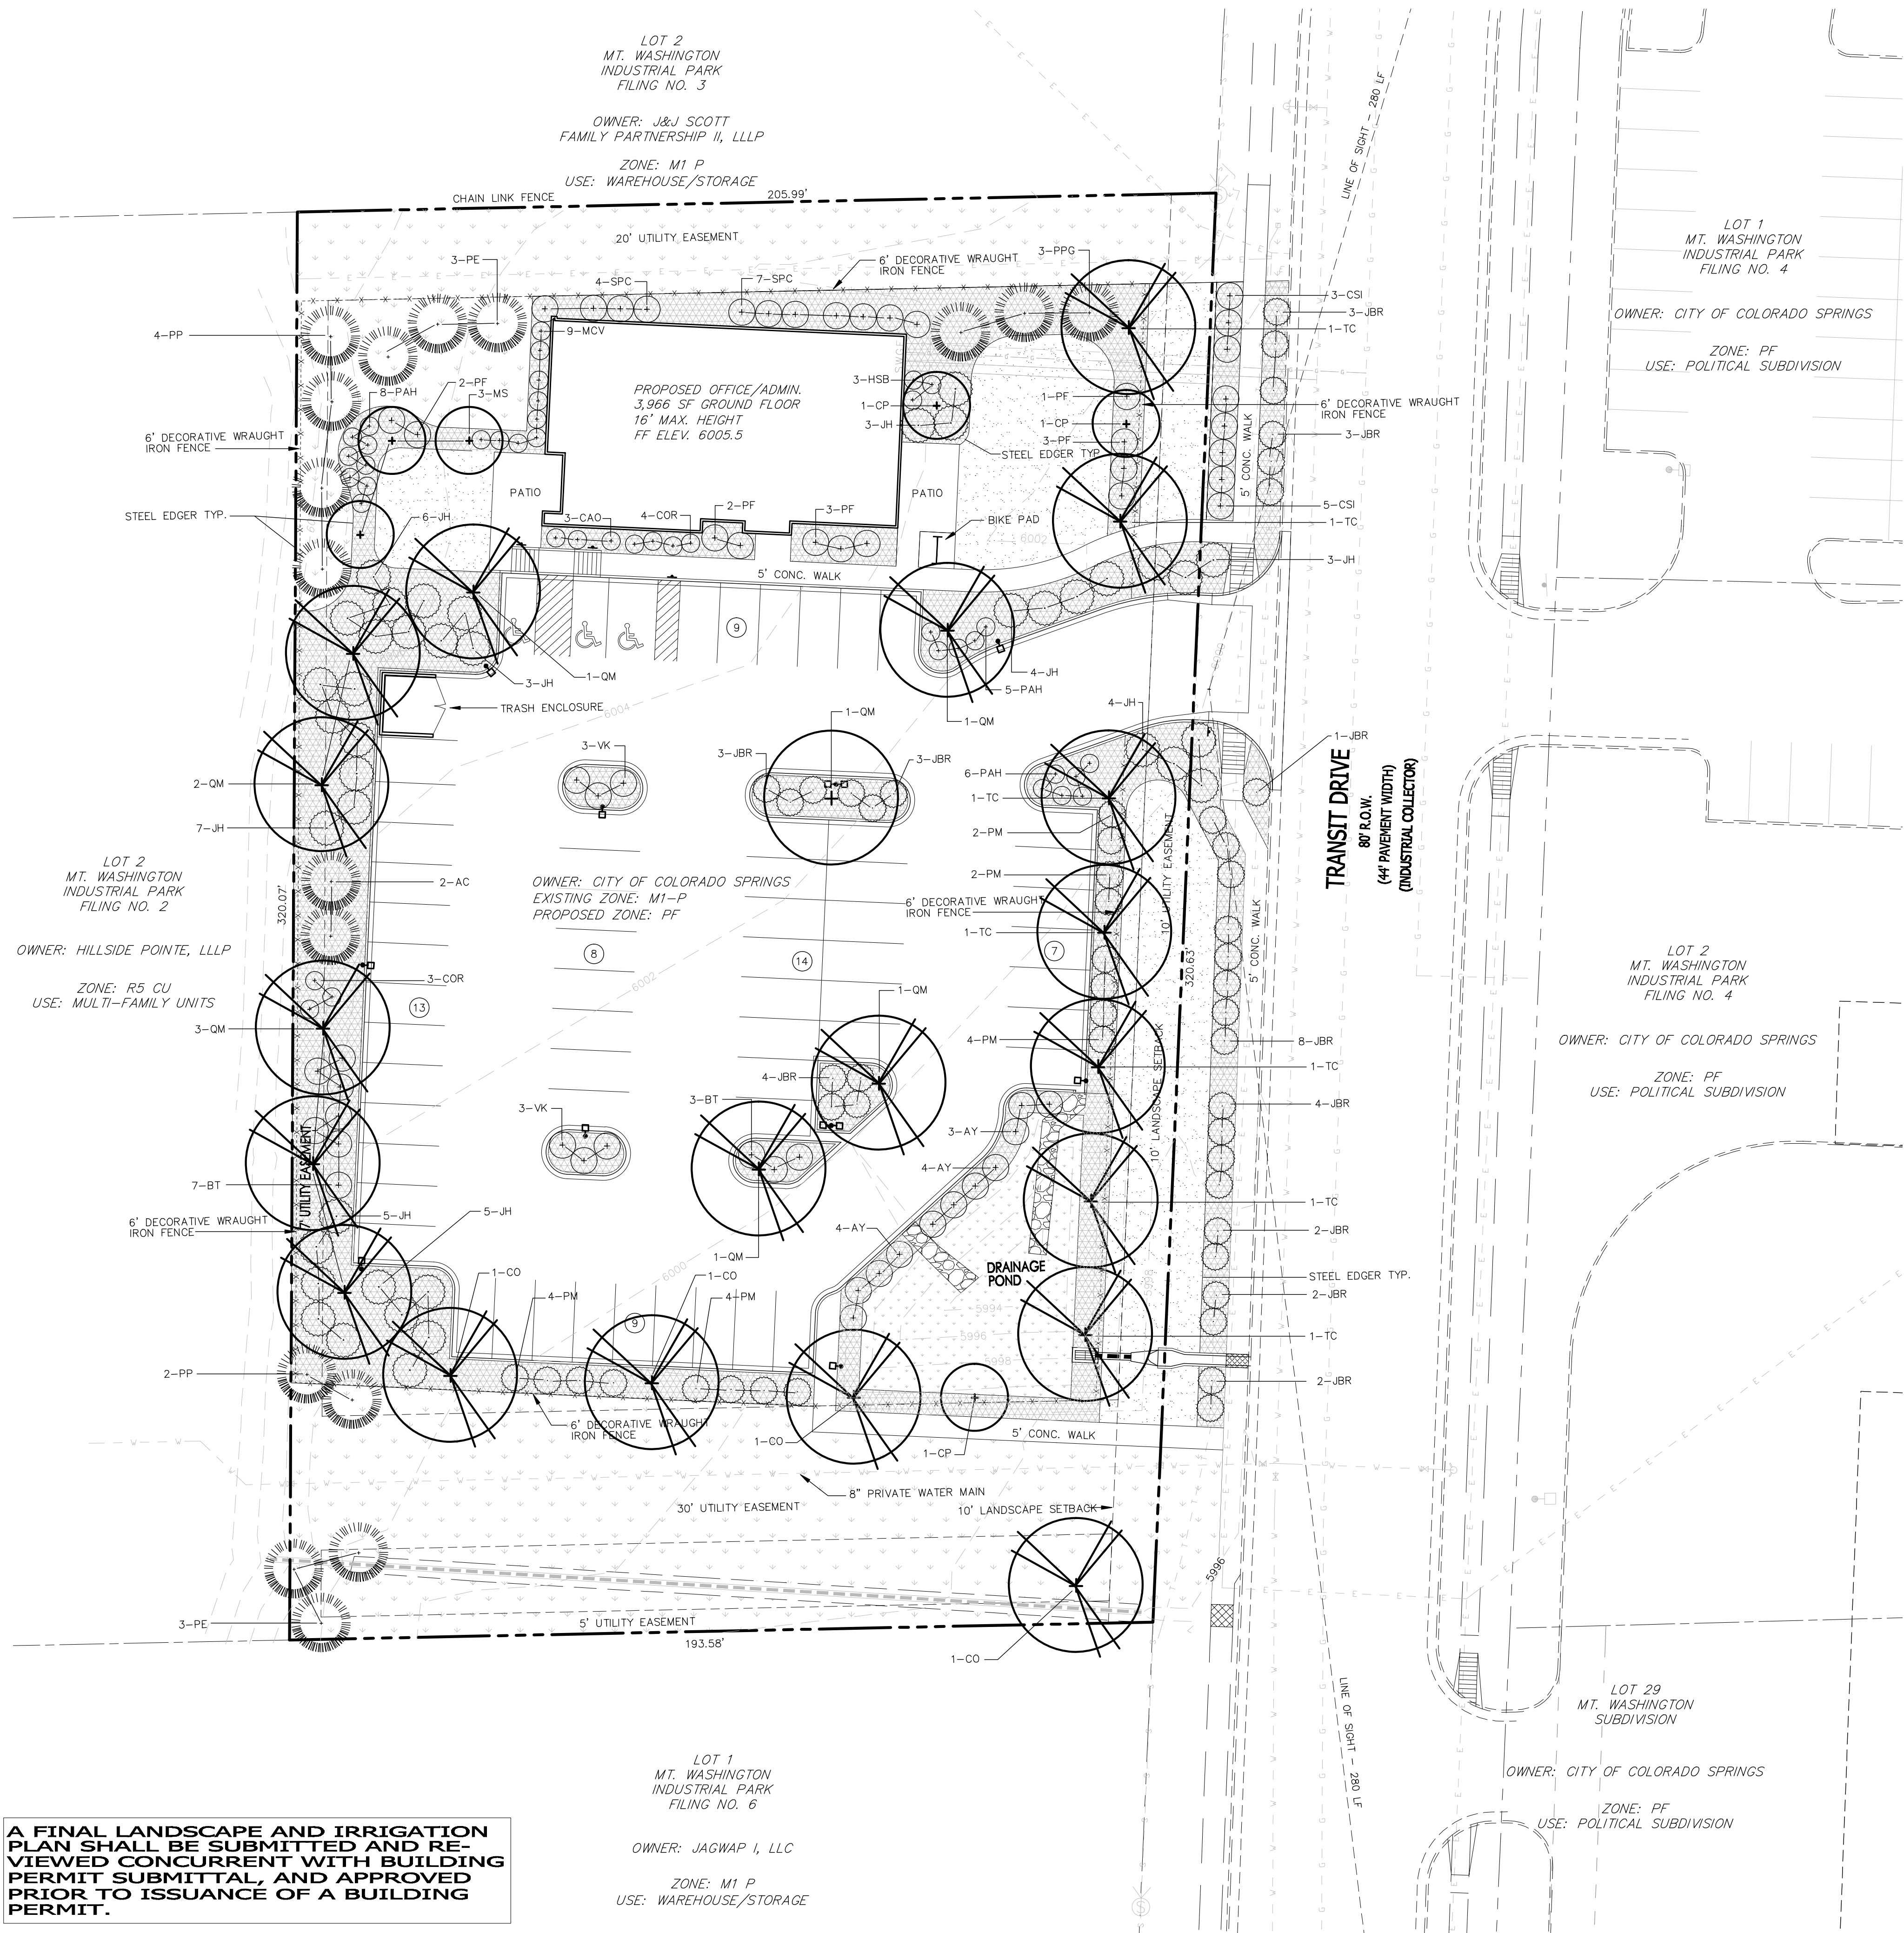 LOT 2
MT. WASHINGTON
INDUSTRIAL PARK
FILING NO. 3
OWNER: J&J SCOTT
FAMILY PARTNERSHIP II, LLLP
ZONE: M1 P
USE: WAREHOUSE/STORAGE
CHAIN LINK FENCE
205.99'
LINE OF SIGHT - 280 LF
20' UTILITY EASEMENT
LOT 1
MT. WASHINGTON
INDUSTRIAL PARK
FILING NO. 4
OWNER: CITY OF COLORADO SPRINGS
ZONE: PF
USE: POLITICAL SUBDIVISION
3-PE
4-SPC
7-SPC
6' DECORATIVE WRAUGHT
IRON FENCE
3-PPG
3-CSI
3-JBR
1-TC
4-PP
9-MCV
PROPOSED OFFICE/ADMIN.
3,966 SF GROUND FLOOR
16' MAX. HEIGHT
FF ELEV. 6005.5
8-PAH
2-PF
3-MS
3-HSB
1-CP
3-JH
1-PF
1-CP
3-PF
6' DECORATIVE WRAUGHT
IRON FENCE
3-JBR
6' DECORATIVE WRAUGHT
IRON FENCE
STEEL EDGER TYP.
5' CONC. WALK
PATIO
PATIO
STEEL EDGER TYP.
6-JH
3-CAO
4-COR
2-PF
3-PF
BIKE PAD
6002
5-CSI
1-TC
3-JH
5' CONC. WALK
9
3-JH
1-QM
TRASH ENCLOSURE
6004
4-JH
5-PAH
1-QM
1-QM
4-JH
1-JBR
3-VK
3-JBR
3-JBR
6-PAH
1-TC
2-PM
2-QM
7-JH
TRANSIT DRIVE
80' R.O.W.
(44' PAVEMENT WIDTH)
(INDUSTRIAL COLLECTOR)
LOT 2
MT. WASHINGTON
INDUSTRIAL PARK
FILING NO. 2
OWNER: HILLSIDE POINTE, LLLP
ZONE: R5 CU
USE: MULTI-FAMILY UNITS
320.07'
2-AC
OWNER: CITY OF COLORADO SPRINGS
EXISTING ZONE: M1-P
PROPOSED ZONE: PF
2-PM
6' DECORATIVE WRAUGHT
IRON FENCE
1-TC
10' UTILITY EASEMENT
5' CONC. WALK
320.63'
8
14
7
13
6002
3-COR
3-QM
1-QM
4-PM
10' LANDSCAPE SETBACK
8-JBR
1-TC
4-JBR
LOT 2
MT. WASHINGTON
INDUSTRIAL PARK
FILING NO. 4
OWNER: CITY OF COLORADO SPRINGS
ZONE: PF
USE: POLITICAL SUBDIVISION
4-JBR
3-BT
3-VK
3-AY
4-AY
4-AY
7' UTILITY EASEMENT
7-BT
5-JH
5-JH
6' DECORATIVE WRAUGHT
IRON FENCE
1-TC
2-JBR
STEEL EDGER TYP.
2-JBR
1-QM
6000
1-CO
1-CO
4-PM
4-PM
9
DRAINAGE
POND
5994
5996
5998
1-TC
2-JBR
2-PP
6' DECORATIVE WRAUGHT
IRON FENCE
1-CO
1-CP
5' CONC. WALK
8" PRIVATE WATER MAIN
30' UTILITY EASEMENT
10' LANDSCAPE SETBACK
5996
3-PE
5' UTILITY EASEMENT
193.58'
1-CO
LINE OF SIGHT - 280 LF
LOT 29
MT. WASHINGTON
SUBDIVISION
OWNER: CITY OF COLORADO SPRINGS
ZONE: PF
USE: POLITICAL SUBDIVISION
LOT 1
MT. WASHINGTON
INDUSTRIAL PARK
FILING NO. 6
OWNER: JAGWAP I, LLC
ZONE: M1 P
USE: WAREHOUSE/STORAGE
A FINAL LANDSCAPE AND IRRIGATION
PLAN SHALL BE SUBMITTED AND RE-
VIEWED CONCURRENT WITH BUILDING
PERMIT SUBMITTAL, AND APPROVED
PRIOR TO ISSUANCE OF A BUILDING
PERMIT.